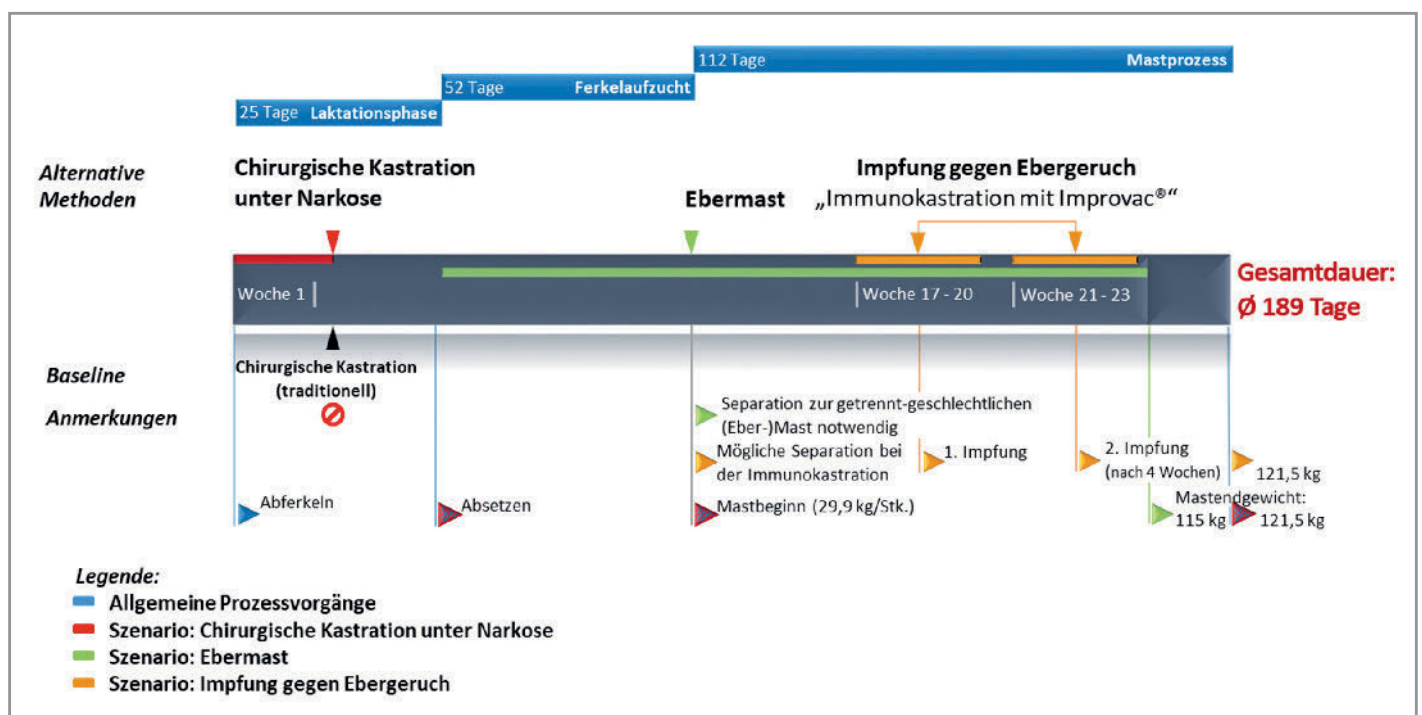 112 Tage Mastprozess
52 Tage Ferkelaufzucht
25 Tage Laktationsphase
Alternative
Methoden
Chirurgische Kastration
unter Narkose
Ebermast
Impfung gegen Ebergeruch
„Immunokastration mit Improvac®“
Woche 1
Woche 17 - 20
Woche 21 - 23
Gesamtdauer:
Ø 189 Tage
Baseline
Chirurgische Kastration
(traditionell)
Anmerkungen
Separation zur getrennt-geschlechtlichen
(Eber-)Mast notwendig
Mögliche Separation bei
der Immunokastration
1. Impfung
2. Impfung
(nach 4 Wochen)
121,5 kg
Abferkeln
Absetzen
Mastbeginn (29,9 kg/Stk.)
Mastendgewicht:
115 kg
121,5 kg
Legende:
Allgemeine Prozessvorgänge
Szenario: Chirurgische Kastration unter Narkose
Szenario: Ebermast
Szenario: Impfung gegen Ebergeruch